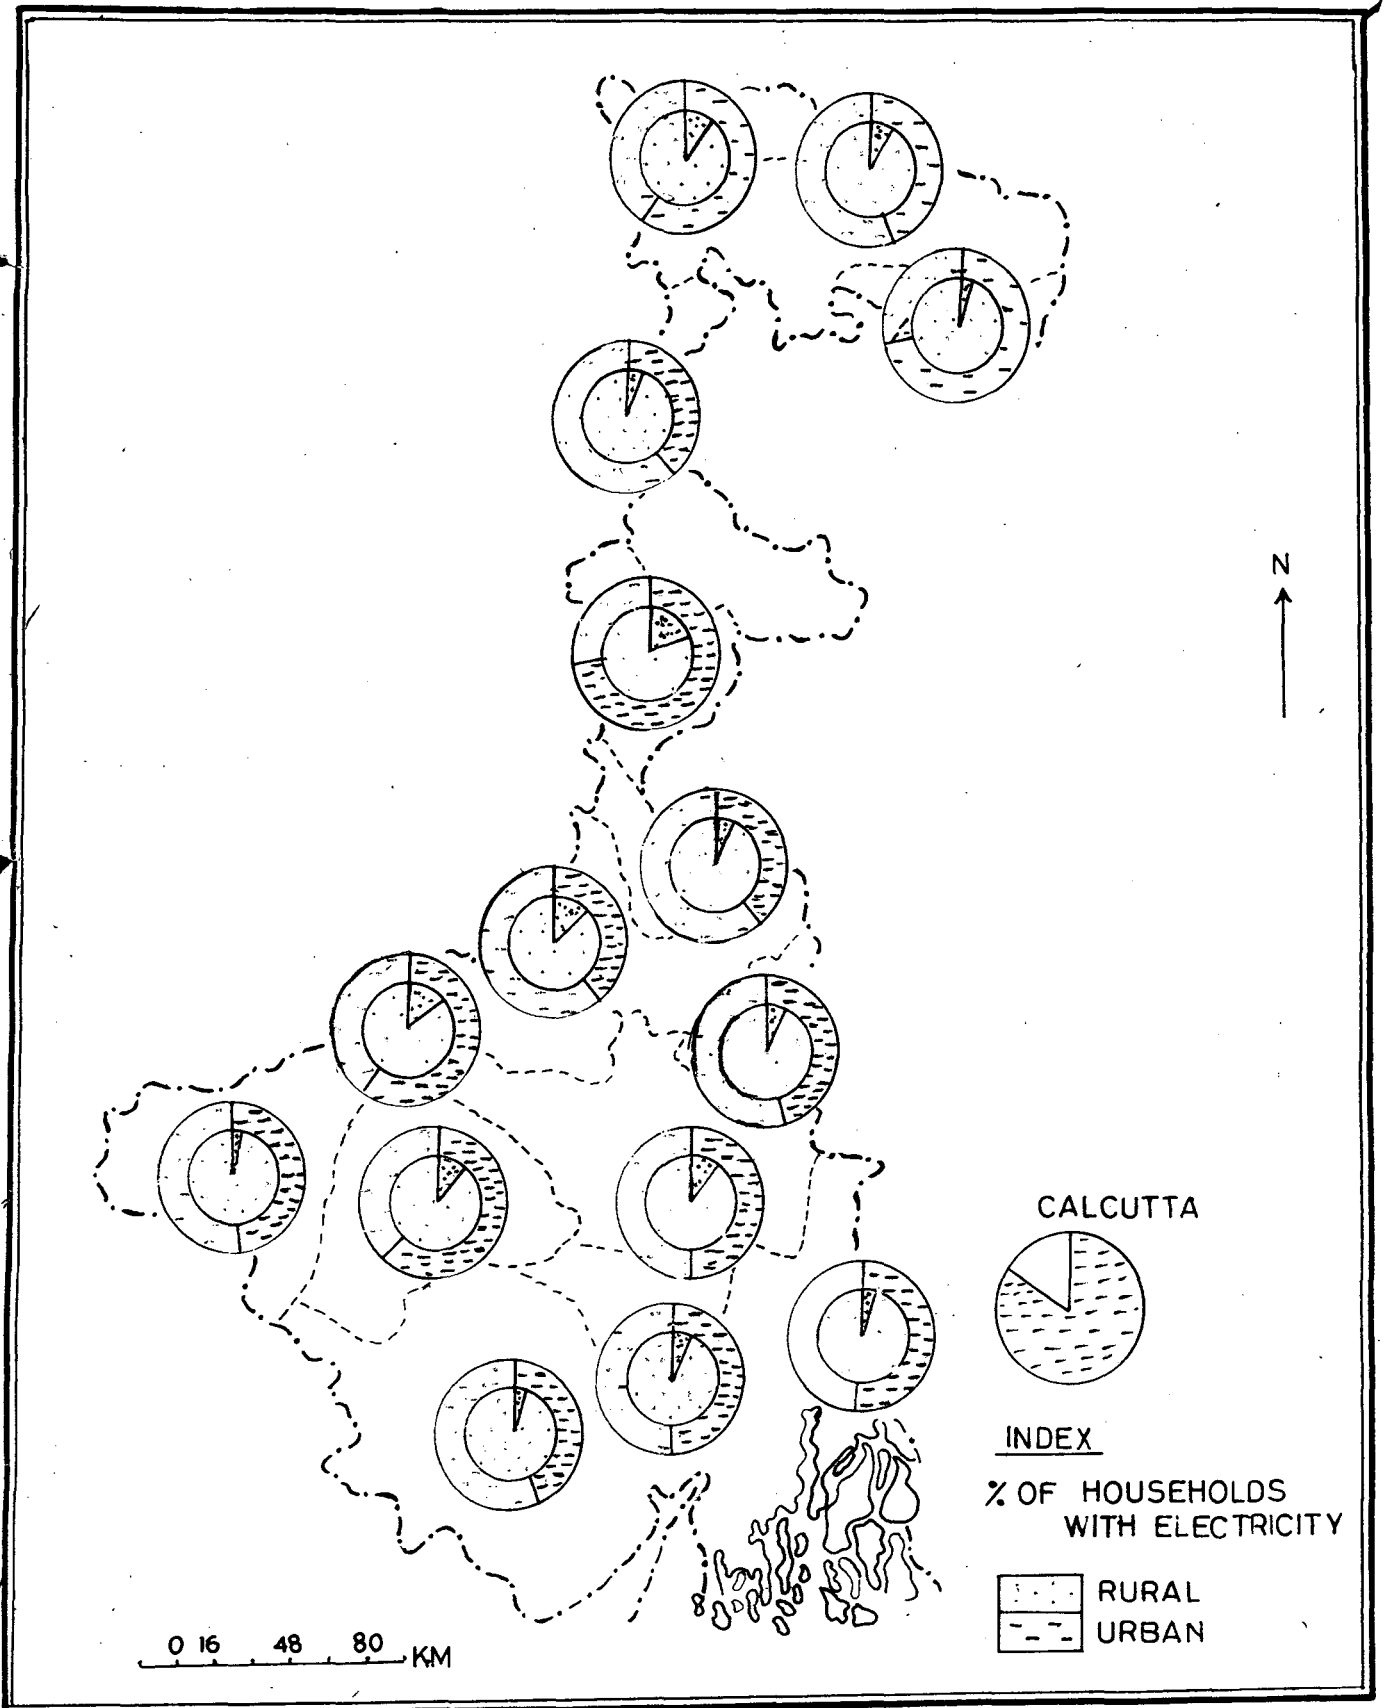 N
CALCUTTA
INDEX
% OF HOUSEHOLDS
WITH ELECTRICITY
RURAL
URBAN
0 16 48 80 KM